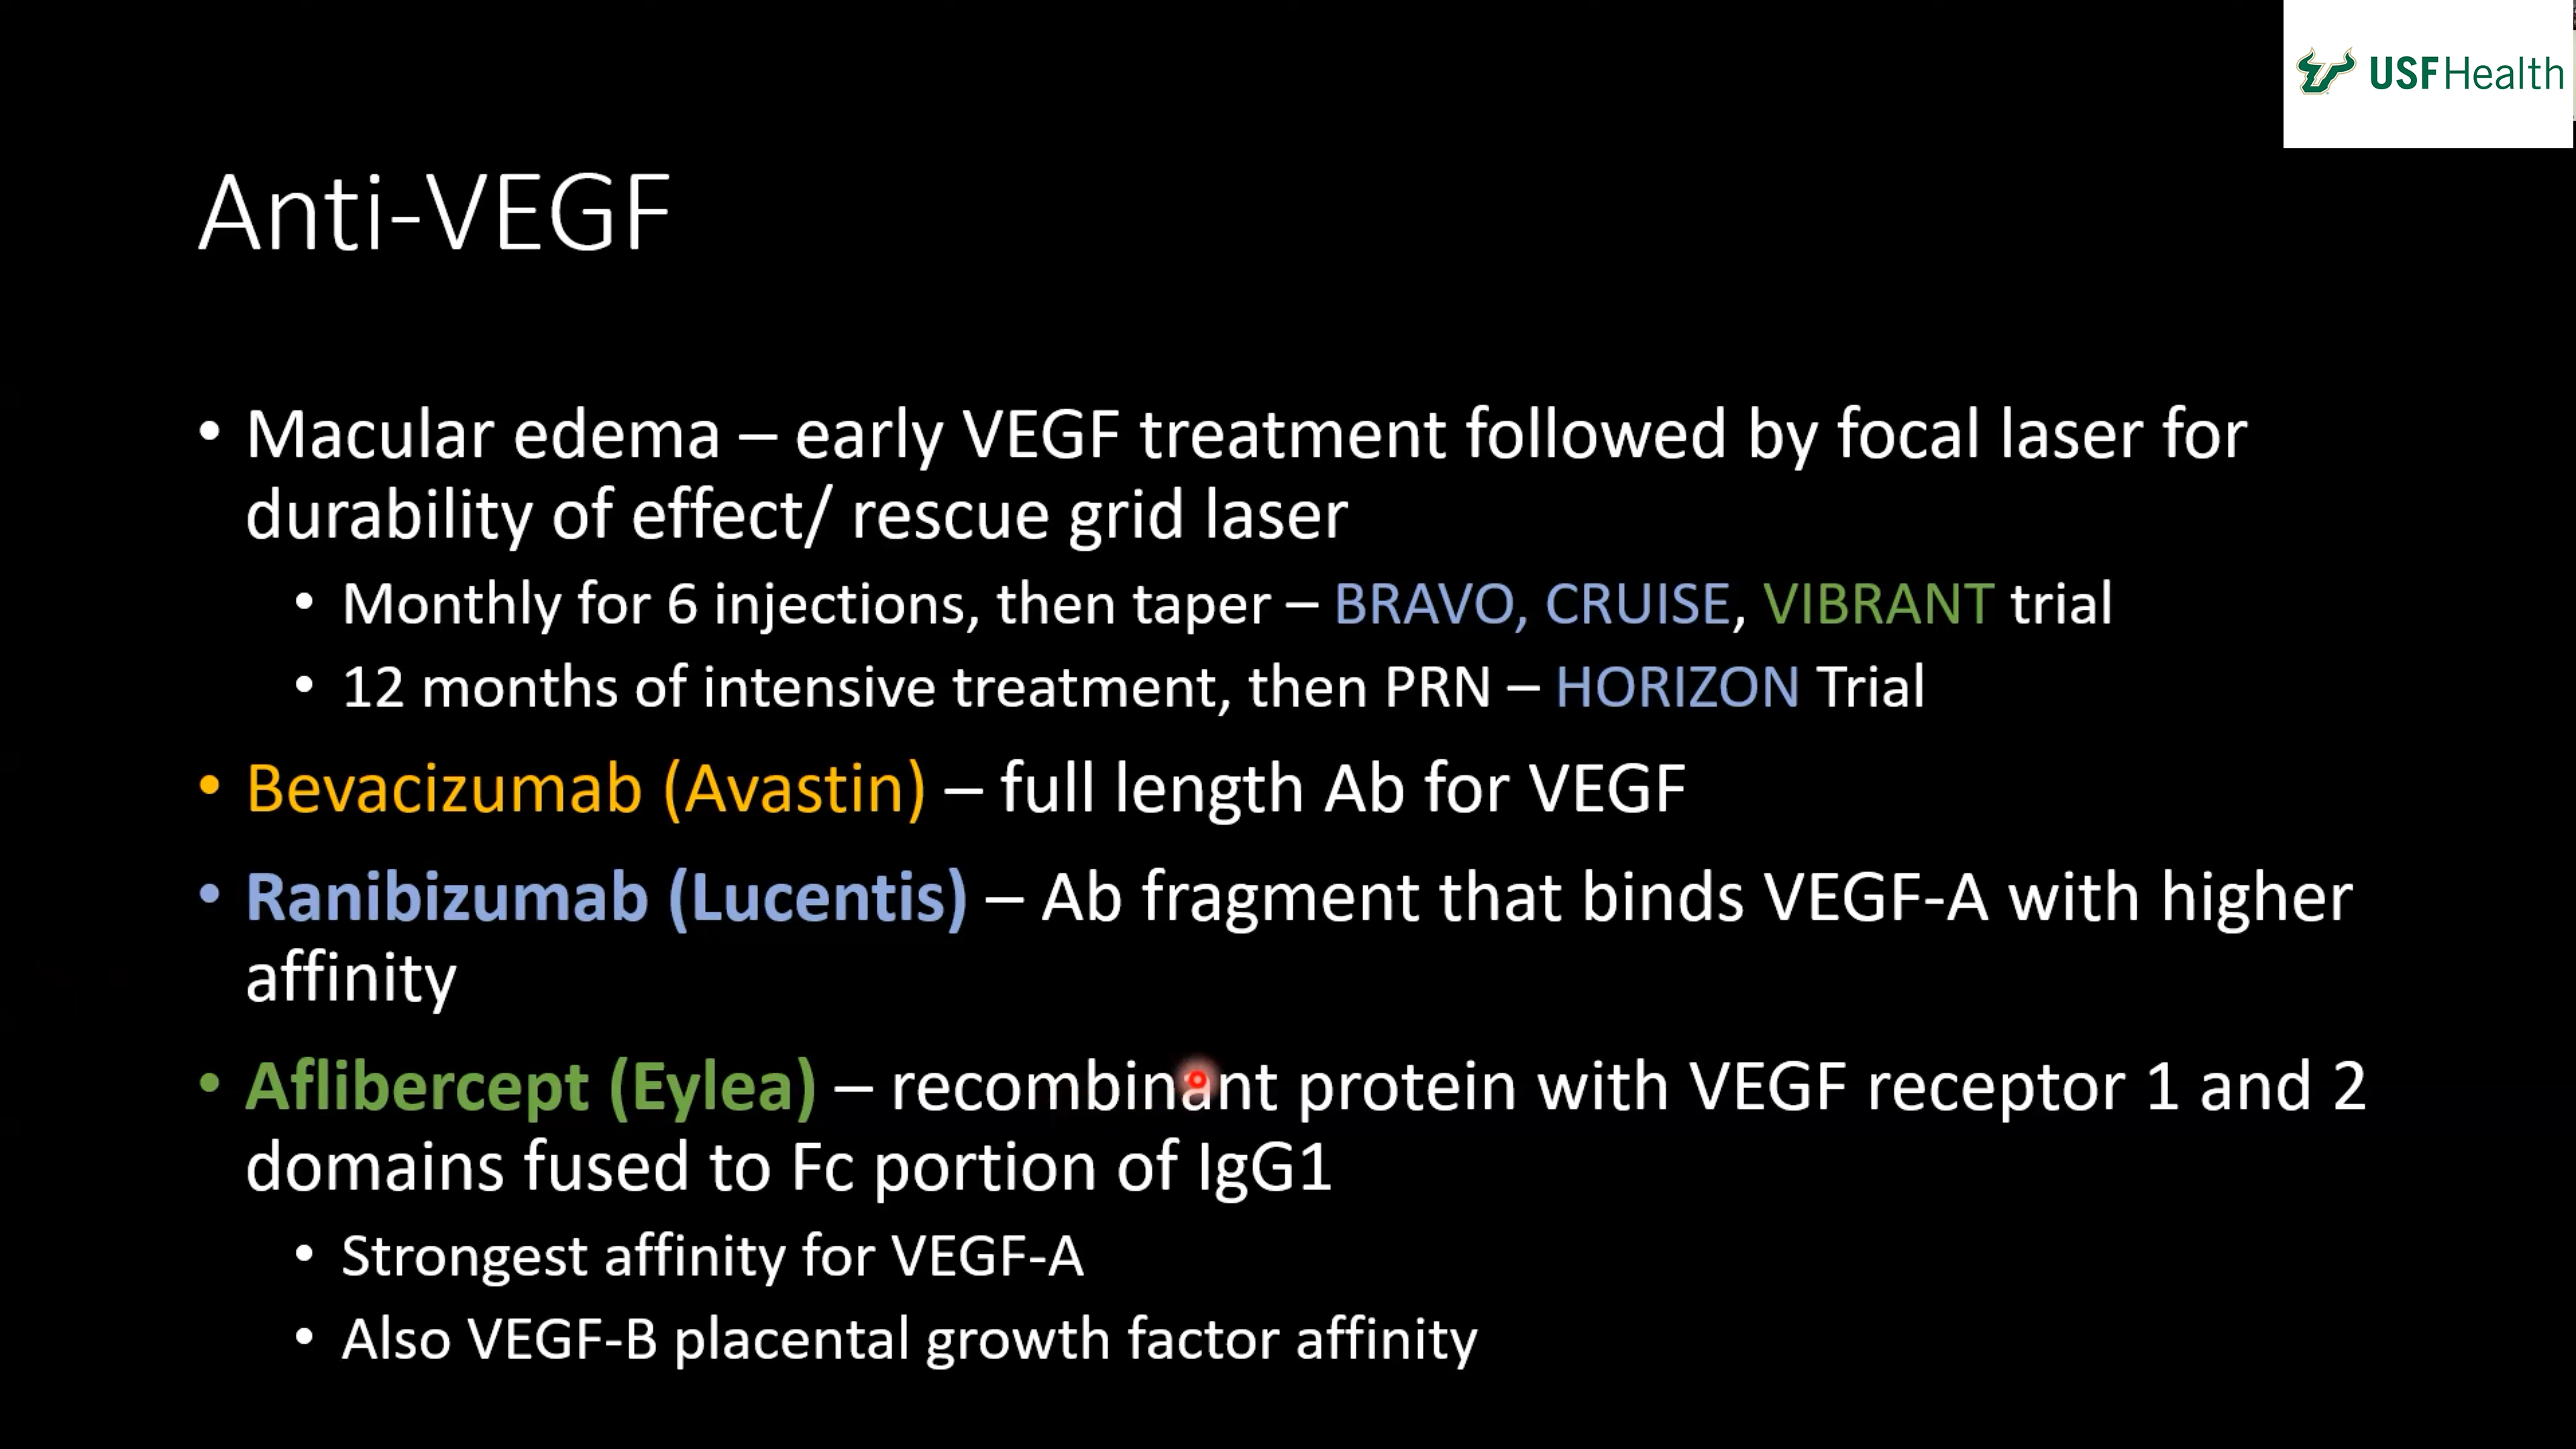 USF Health
Anti-VEGF
• Macular edema – early VEGF treatment followed by focal laser for
durability of effect/ rescue grid laser
• Monthly for 6 injections, then taper – BRAVO, CRUISE, VIBRANT trial
• 12 months of intensive treatment, then PRN – HORIZON Trial
• Bevacizumab (Avastin) – full length Ab for VEGF
• Ranibizumab (Lucentis) – Ab fragment that binds VEGF-A with higher
affinity
• Aflibercept (Eylea) – recombinant protein with VEGF receptor 1 and 2
domains fused to Fc portion of IgG1
• Strongest affinity for VEGF-A
• Also VEGF-B placental growth factor affinity